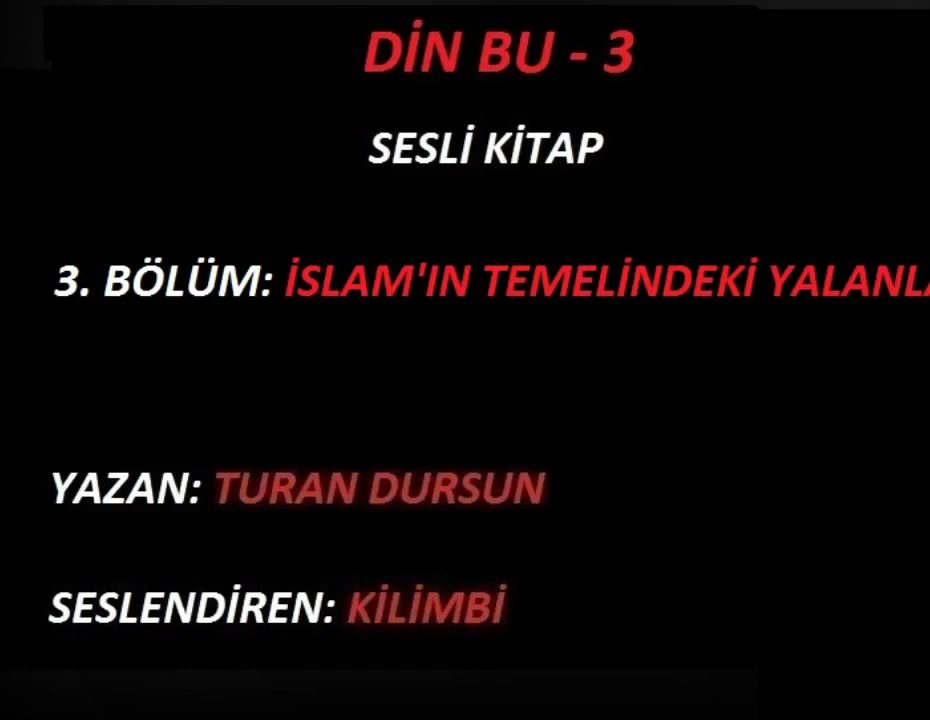 DİN BU - 3
SESLİ KİTAP
3. BÖLÜM: İSLAM'IN TEMELİNDEKİ
YAZAN: TURAN DURSUN
SESLENDİREN: KİLİMBİ